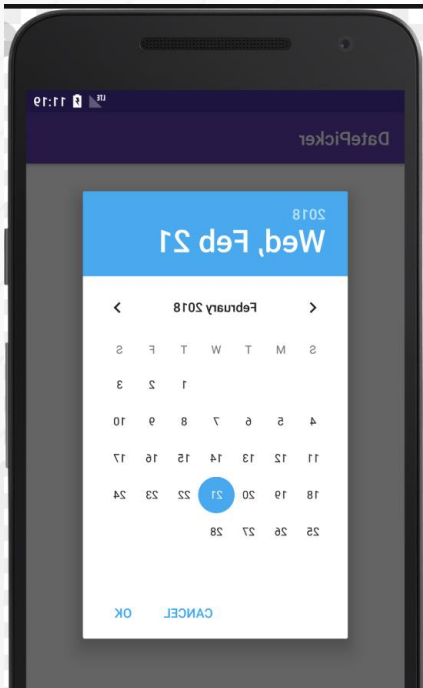 LTE 11:19
DatePicker
2018
Wed, Feb 21
February 2018
S M T W T F S
1 2 3
4 5 6 7 8 9 10
11 12 13 14 15 16 17
18 19 20 21 22 23 24
25 26 27 28
CANCEL OK